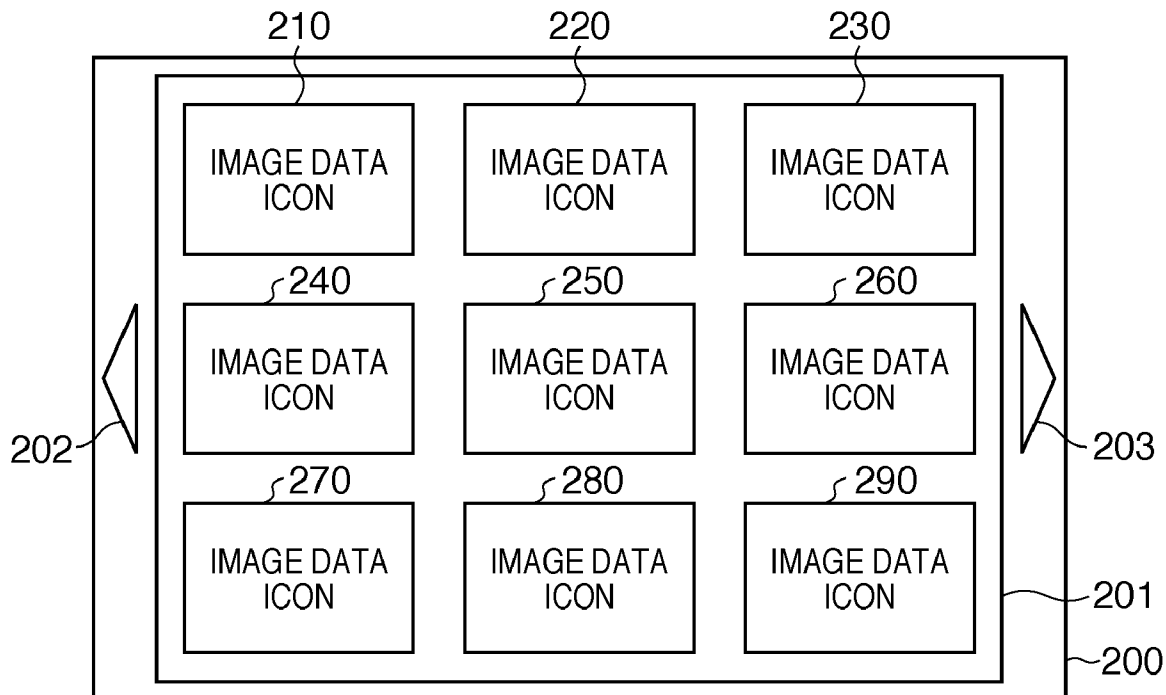 210 220 230
IMAGE DATA IMAGE DATA IMAGE DATA
ICON ICON ICON
240 250 260
IMAGE DATA IMAGE DATA IMAGE DATA
ICON ICON ICON
202 203
270 280 290
IMAGE DATA IMAGE DATA IMAGE DATA
ICON ICON ICON
201
200